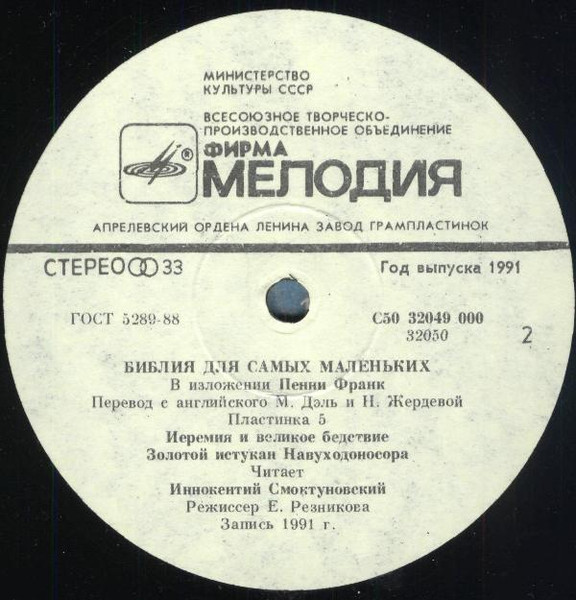 МИНИСТЕРСТВО
КУЛЬТУРЫ СССР
ВСЕСОЮЗНОЕ ТВОРЧЕСКО-
ПРОИЗВОДСТВЕННОЕ ОБЪЕДИНЕНИЕ
ФИРМА
®
МЕЛОДИЯ
АПРЕЛЕВСКИЙ ОРДЕНА ЛЕНИНА ЗАВОД ГРАМПЛАСТИНОК
СТЕРЕО 33
Год выпуска 1991
ГОСТ 5289-88
С50 32049 000
32050
2
БИБЛИЯ ДЛЯ САМЫХ МАЛЕНЬКИХ
В изложении Пенни Франк
Перевод с английского М. Дэль и Н. Жердевой
Пластинка 5
Иеремия и великое бедствие
Золотой истукан Навуходоносора
Читает
Иннокентий Смоктуновский
Режиссер Е. Резникова
Запись 1991 г.